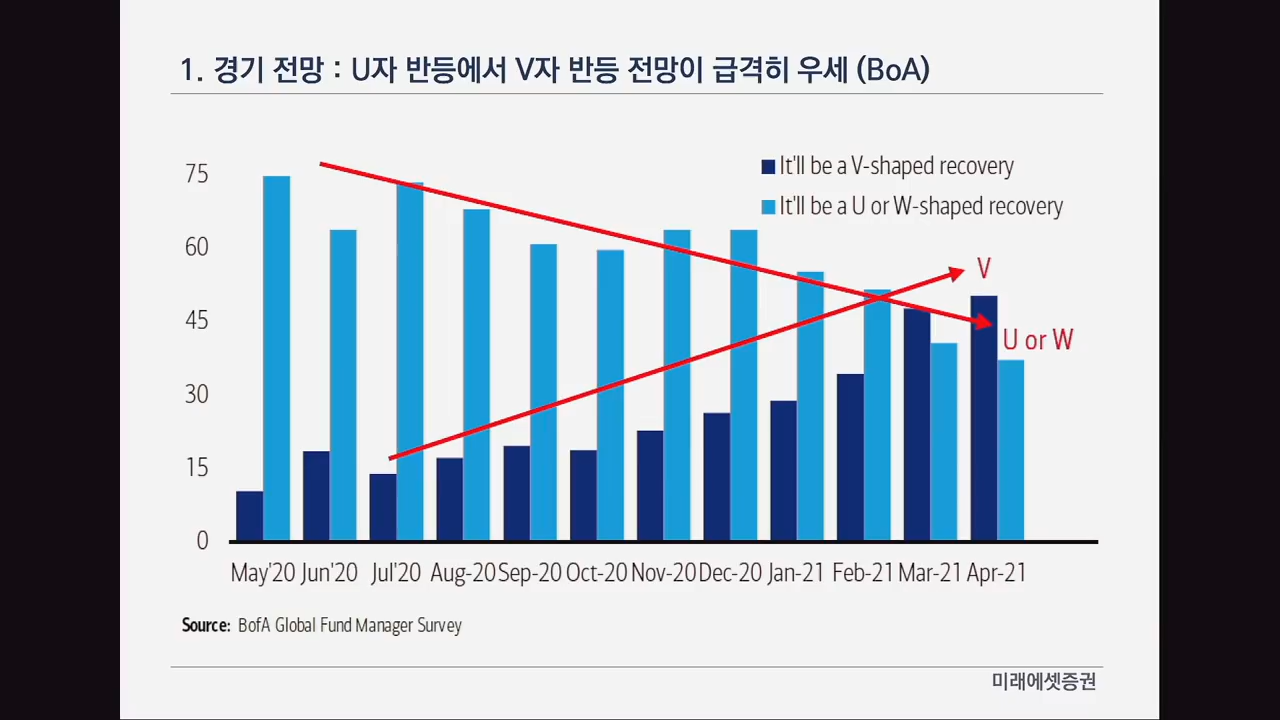 1. 경기 전망 : U자 반등에서 V자 반등 전망이 급격히 우세 (BoA)
It'll be a V-shaped recovery
It'll be a U or W-shaped recovery
75
60
45
30
15
0
V
U or W
May'20 Jun'20 Jul'20 Aug-20 Sep-20 Oct-20 Nov-20 Dec-20 Jan-21 Feb-21 Mar-21 Apr-21
Source: BofA Global Fund Manager Survey
미래에셋증권